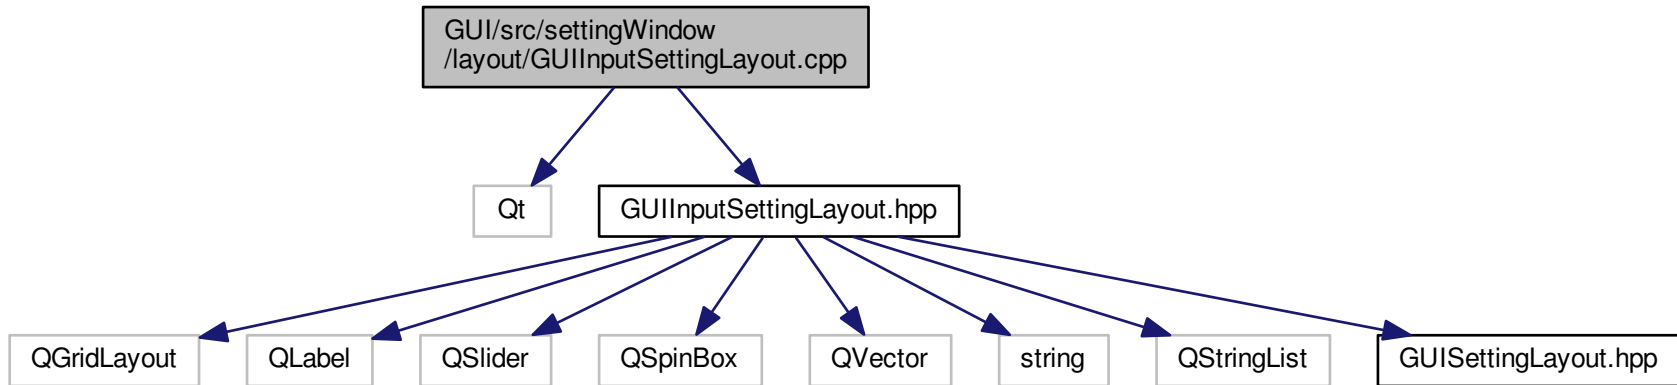 GUI/src/settingWindow
/layout/GUIInputSettingLayout.cpp
Qt
GUIInputSettingLayout.hpp
QGridLayout
QLabel
QSlider
QSpinBox
QVector
string
QStringList
GUISettingLayout.hpp